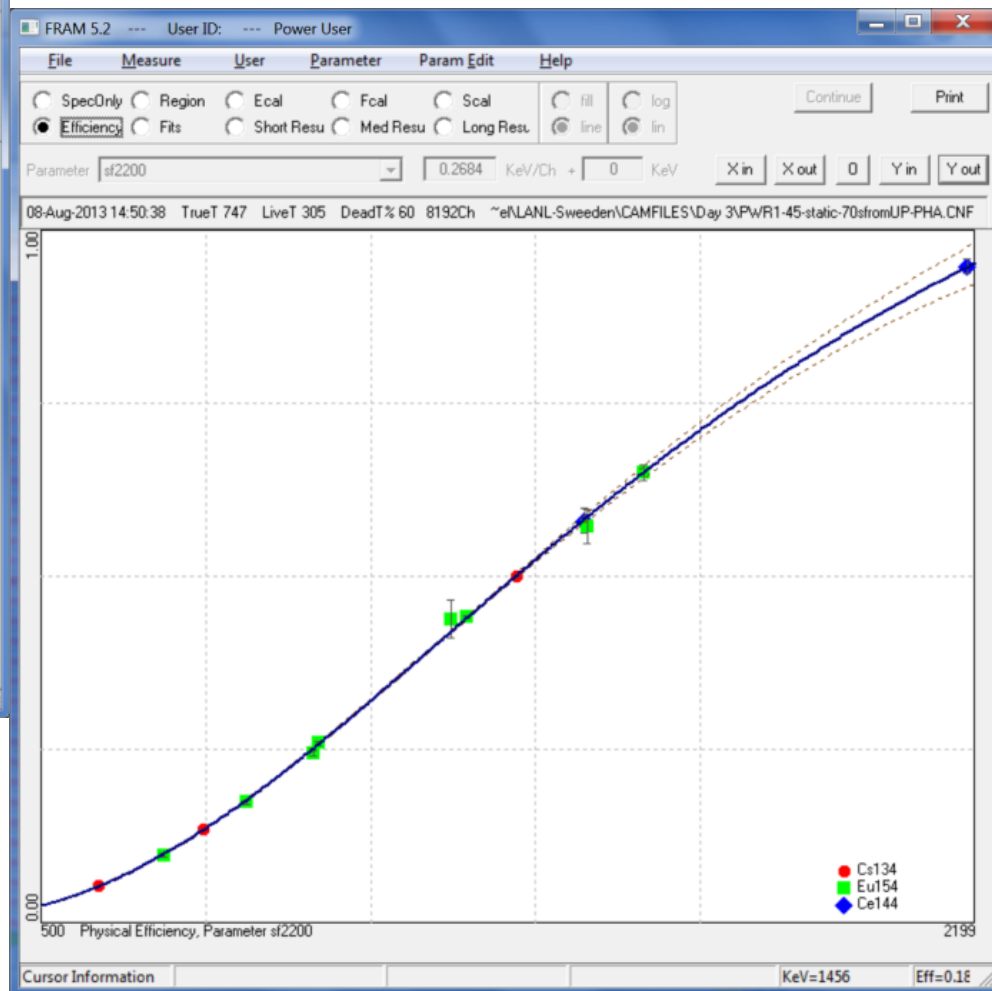 FRAM 5.2 --- User ID: --- Power User
File Measure User Parameter Param Edit Help
SpecOnly Region Ecal Fcal Scal fill log Continue Print
Efficiency Fits Short Resu Med Resu Long Resu line lin
Parameter sf2200 0.2684 KeV/Ch + 0 KeV X in X out 0 Y in Y out
08-Aug-2013 14:50:38 TrueT 747 LiveT 305 DeadT% 60 8192Ch ~el\LANL-Sweeden\CAMFILES\Day 3\PWR1-45-static-70sfromUP-PHA.CNF
1.00
Cs134
Eu154
Ce144
0.00
500 Physical Efficiency, Parameter sf2200 2199
Cursor Information KeV=1456 Eff=0.18